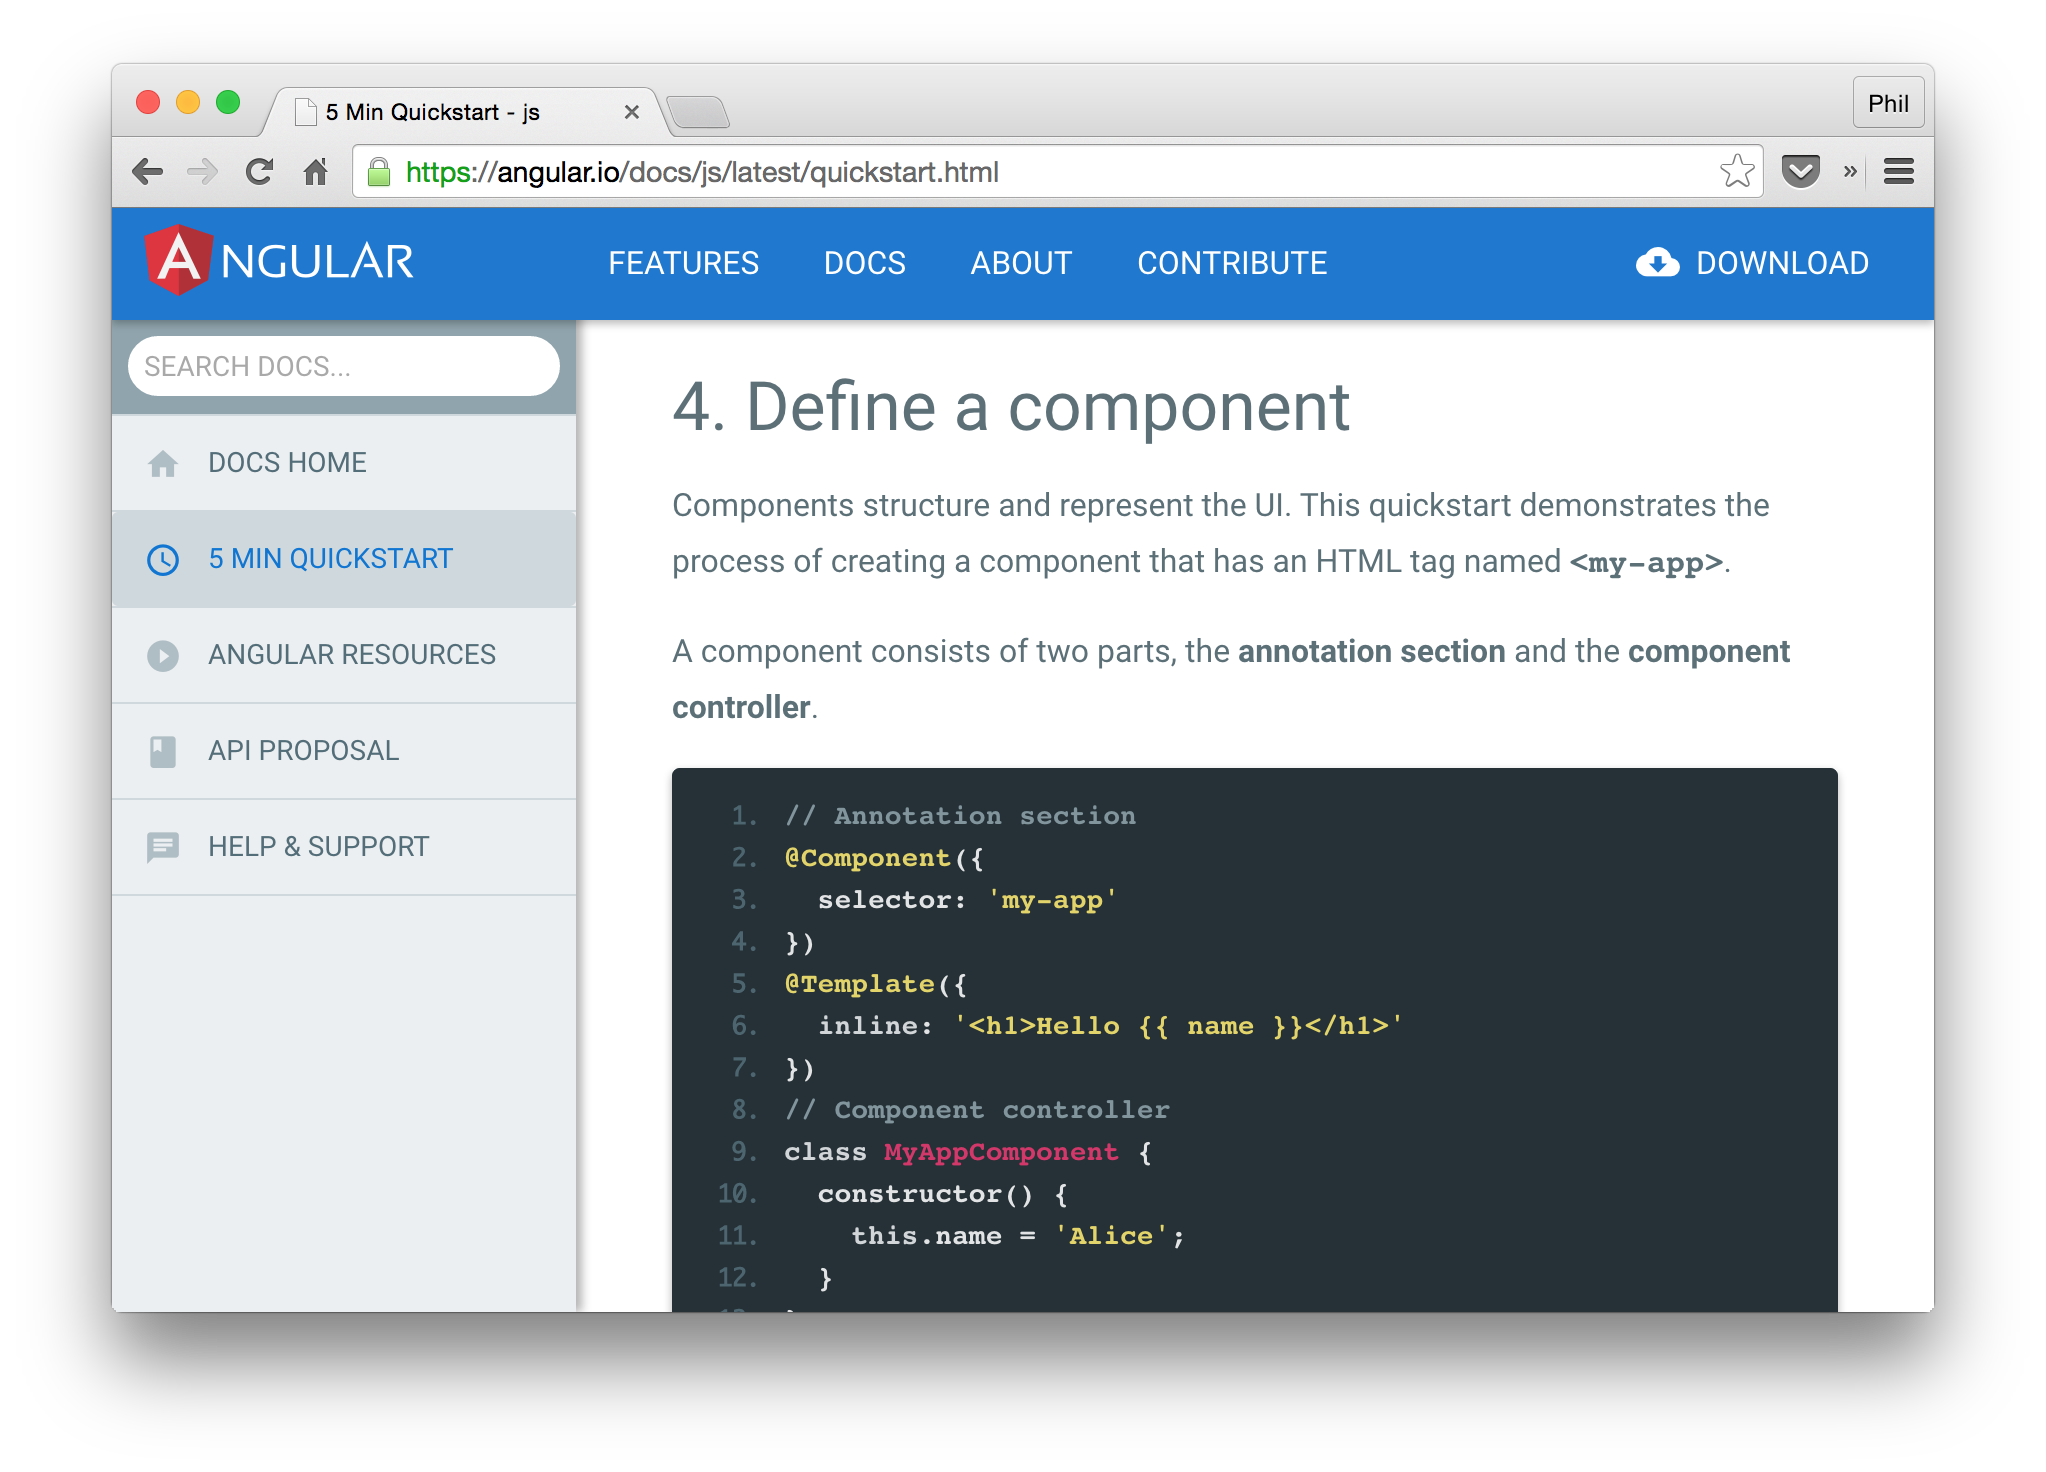 5 Min Quickstart - js
Phil
https://angular.io/docs/js/latest/quickstart.html
»
ANGULAR
FEATURES
DOCS
ABOUT
CONTRIBUTE
DOWNLOAD
SEARCH DOCS...
DOCS HOME
5 MIN QUICKSTART
ANGULAR RESOURCES
API PROPOSAL
HELP & SUPPORT
4. Define a component
Components structure and represent the UI. This quickstart demonstrates the
process of creating a component that has an HTML tag named <my-app>.
A component consists of two parts, the annotation section and the component
controller.
1. // Annotation section
2. @Component({
3. selector: 'my-app'
4. })
5. @Template({
6. inline: '<h1>Hello {{ name }}</h1>'
7. })
8. // Component controller
9. class MyAppComponent {
10. constructor() {
11. this.name = 'Alice';
12. }